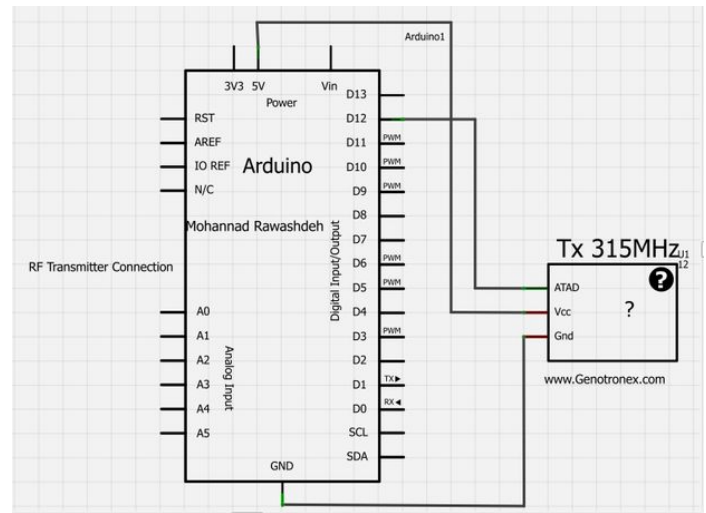 Arduino1
3V3 5V Vin
Power
D13
RST
D12
AREF
D11 PWM
IO REF
Arduino
D10 PWM
N/C
D9 PWM
D8
Mohannad Rawashdeh
D7
Digital Input/Output
D6 PWM
RF Transmitter Connection
D5 PWM
A0
D4
A1
D3 PWM
A2
D2
Analog Input
A3
D1 TX▶
A4
D0 RX◀
A5
SCL
SDA
GND
Tx 315MHz
U1
12
?
ATAD
Vcc
?
Gnd
www.Genotronex.com